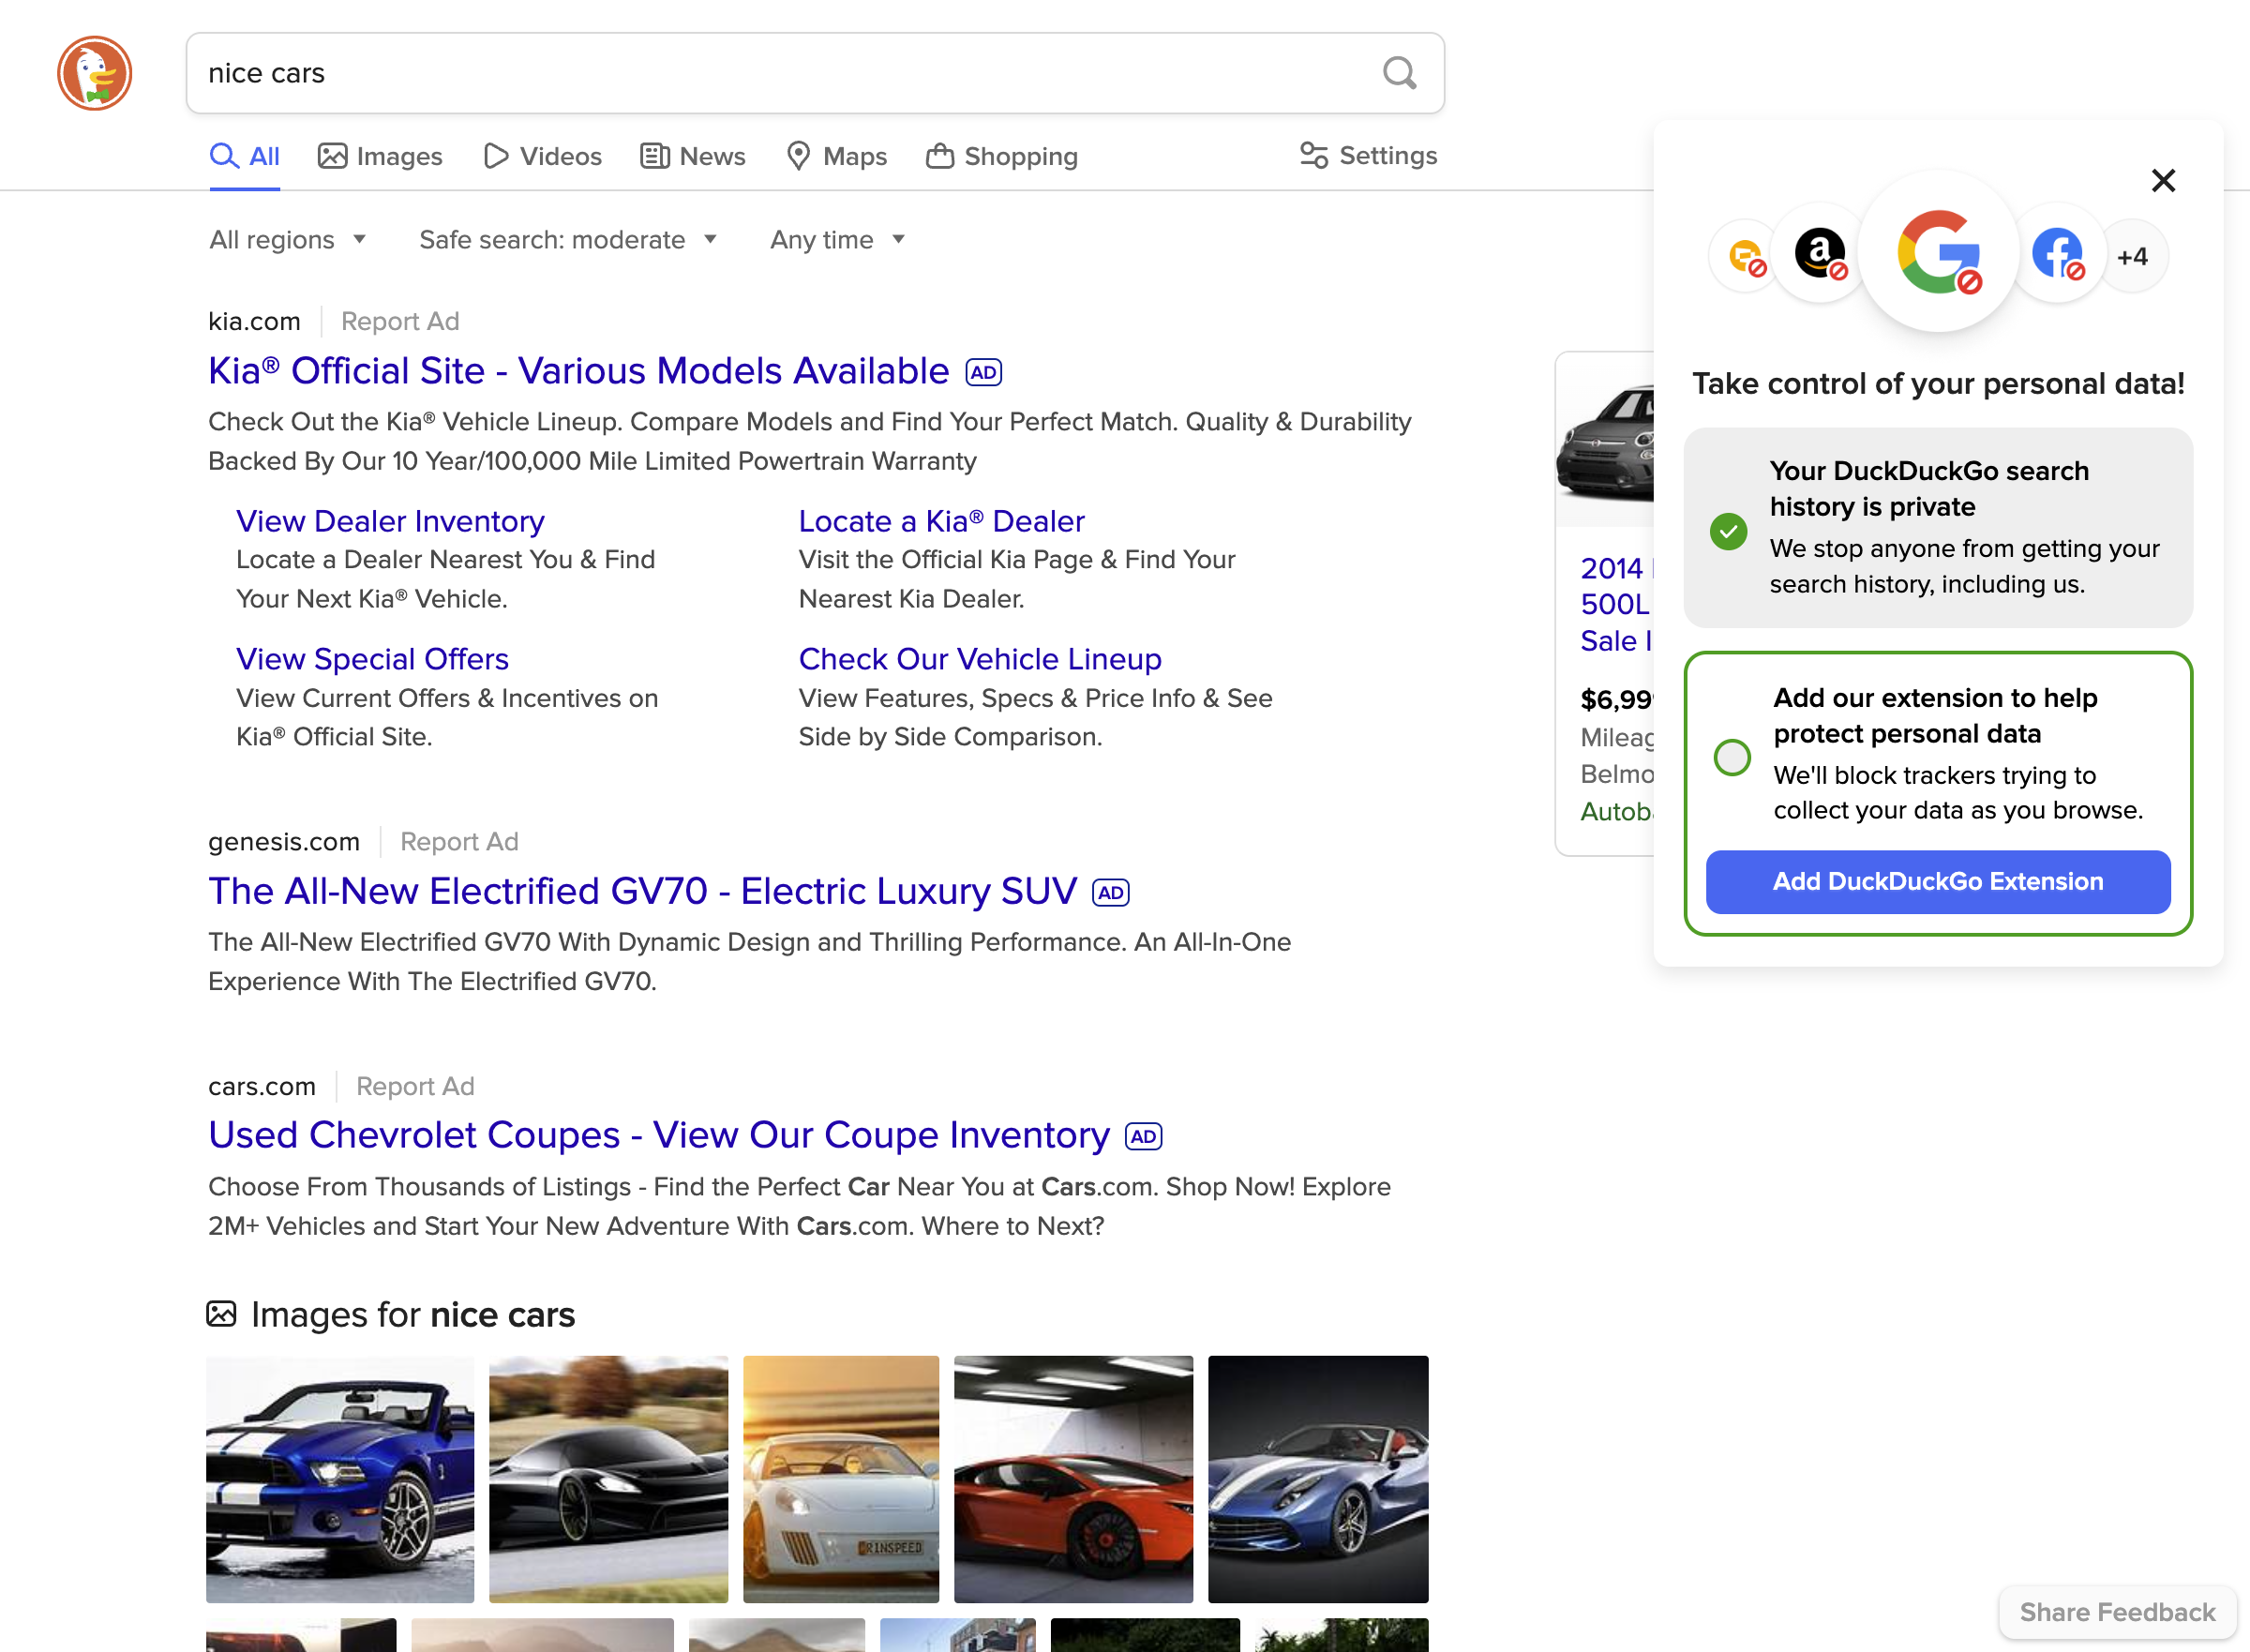 nice cars
All
Images
Videos
News
Maps
Shopping
Settings
All regions
Safe search: moderate
Any time
kia.com
Report Ad
Kia® Official Site - Various Models Available AD
Check Out the Kia® Vehicle Lineup. Compare Models and Find Your Perfect Match. Quality & Durability
Backed By Our 10 Year/100,000 Mile Limited Powertrain Warranty
View Dealer Inventory
Locate a Dealer Nearest You & Find
Your Next Kia® Vehicle.
Locate a Kia® Dealer
Visit the Official Kia Page & Find Your
Nearest Kia Dealer.
View Special Offers
View Current Offers & Incentives on
Kia® Official Site.
Check Our Vehicle Lineup
View Features, Specs & Price Info & See
Side by Side Comparison.
genesis.com
Report Ad
The All-New Electrified GV70 - Electric Luxury SUV AD
The All-New Electrified GV70 With Dynamic Design and Thrilling Performance. An All-In-One
Experience With The Electrified GV70.
cars.com
Report Ad
Used Chevrolet Coupes - View Our Coupe Inventory AD
Choose From Thousands of Listings - Find the Perfect Car Near You at Cars.com. Shop Now! Explore
2M+ Vehicles and Start Your New Adventure With Cars.com. Where to Next?
Images for nice cars
RINSPEED
2014
500L
Sale
$6,99
+4
Take control of your personal data!
Your DuckDuckGo search
history is private
We stop anyone from getting your
search history, including us.
Add our extension to help
protect personal data
We'll block trackers trying to
collect your data as you browse.
Add DuckDuckGo Extension
Share Feedback